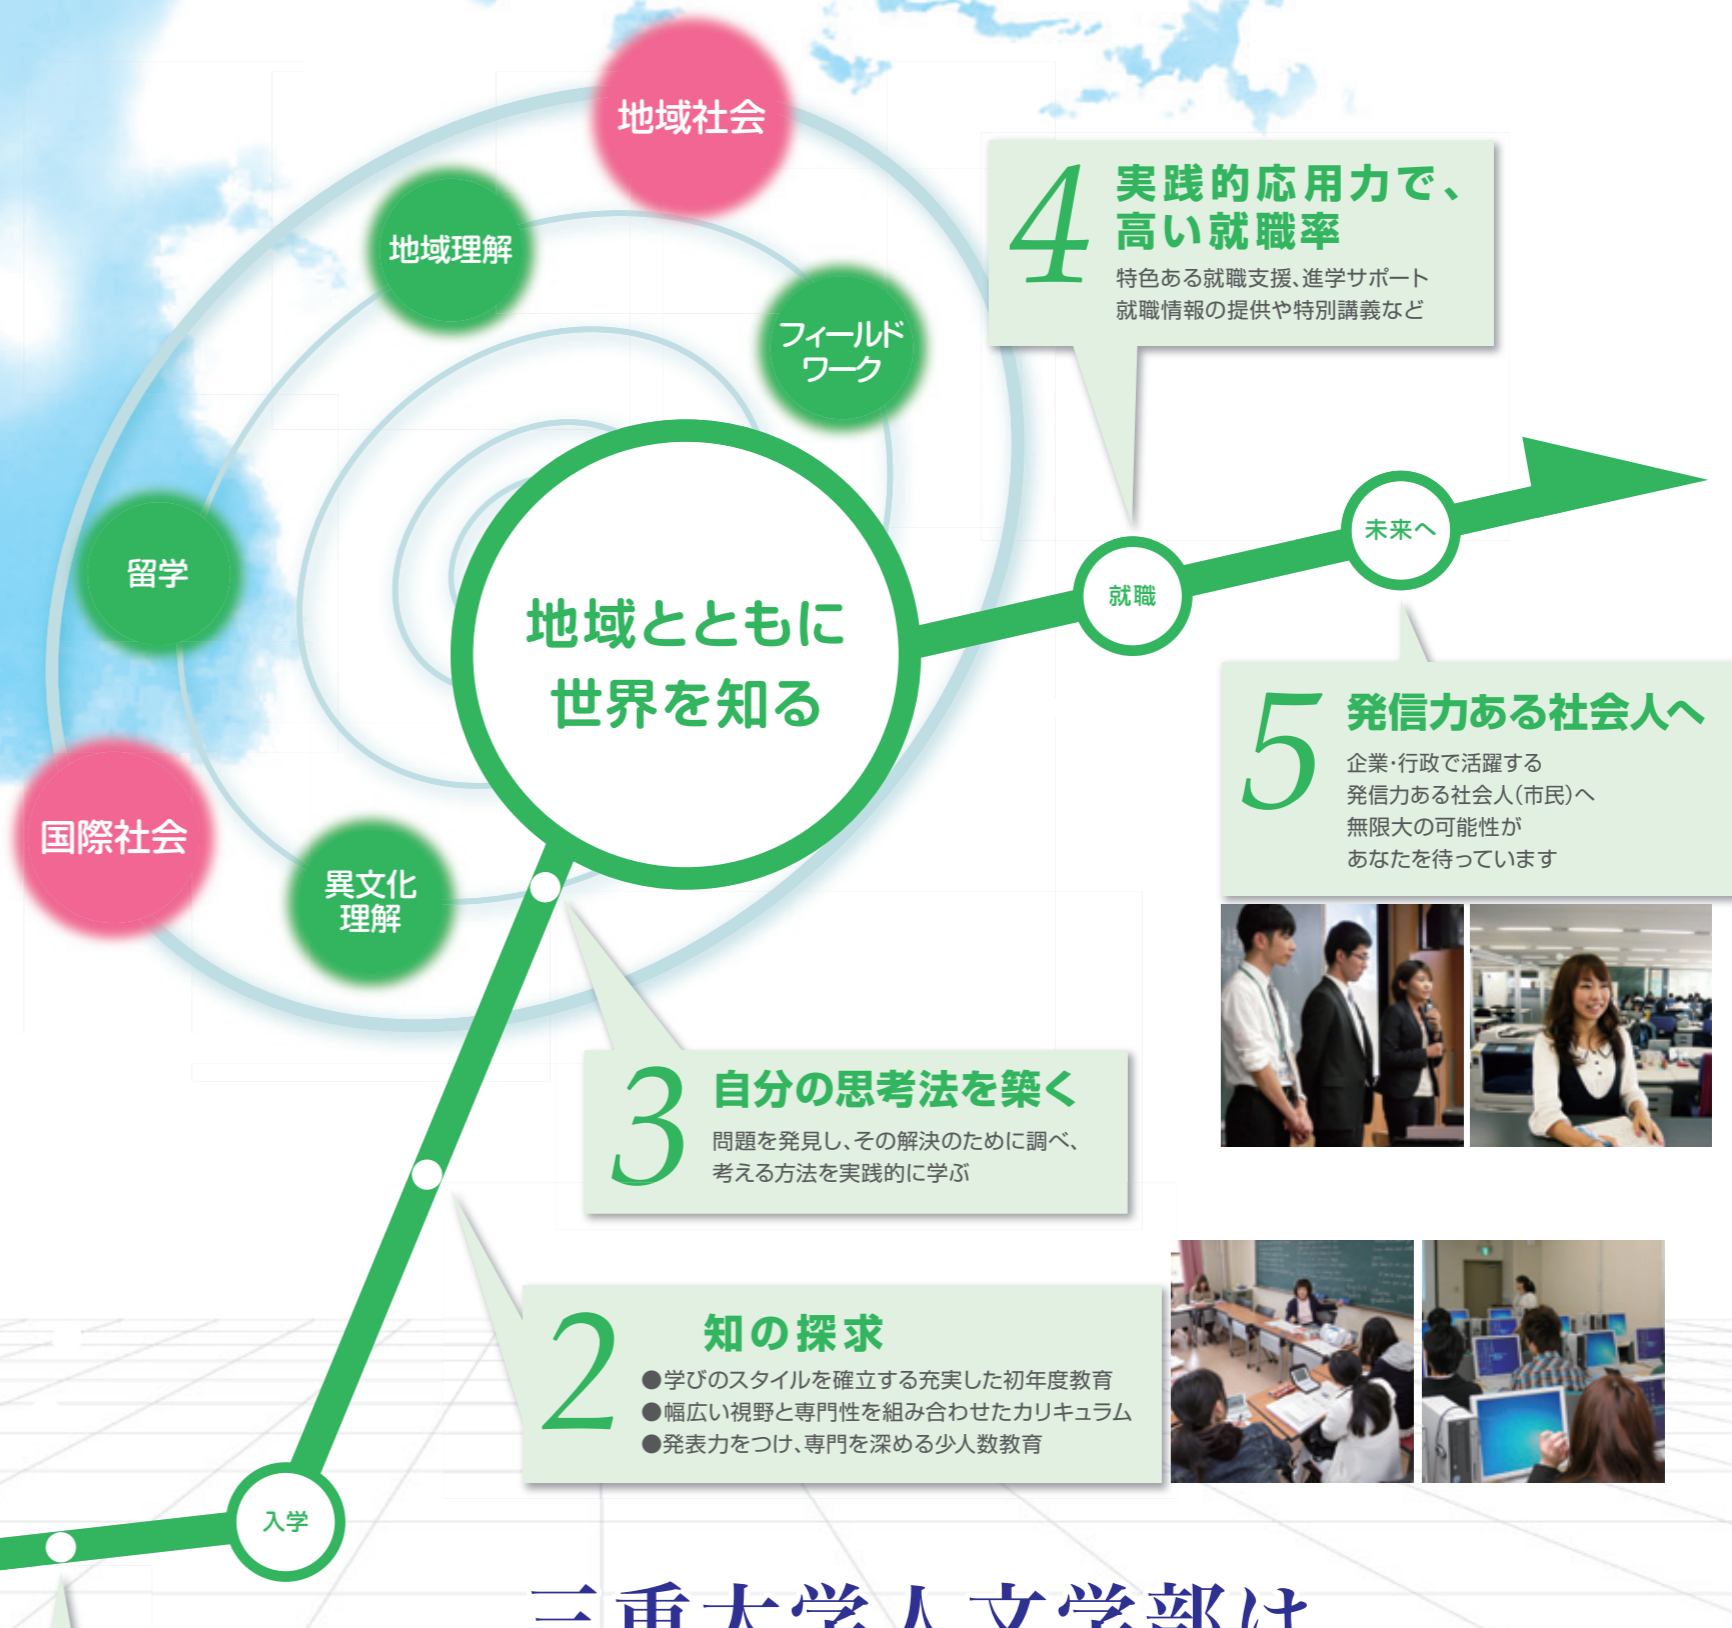 地域社会
地域理解
フィールド
ワーク
留学
国際社会
異文化
理解
地域とともに
世界を知る
4
実践的応用力で、
高い就職率
特色ある就職支援、進学サポート
就職情報の提供や特別講義など
就職
未来へ
5
発信力ある社会人へ
企業・行政で活躍する
発信力ある社会人(市民)へ
無限大の可能性が
あなたを待っています
3
自分の思考法を築く
問題を発見し、その解決のために調べ、
考える方法を実践的に学ぶ
2
知の探求
●学びのスタイルを確立する充実した初年度教育
●幅広い視野と専門性を組み合わせたカリキュラム
●発表力をつけ、専門を深める少人数教育
入学
三重大学人文学部は